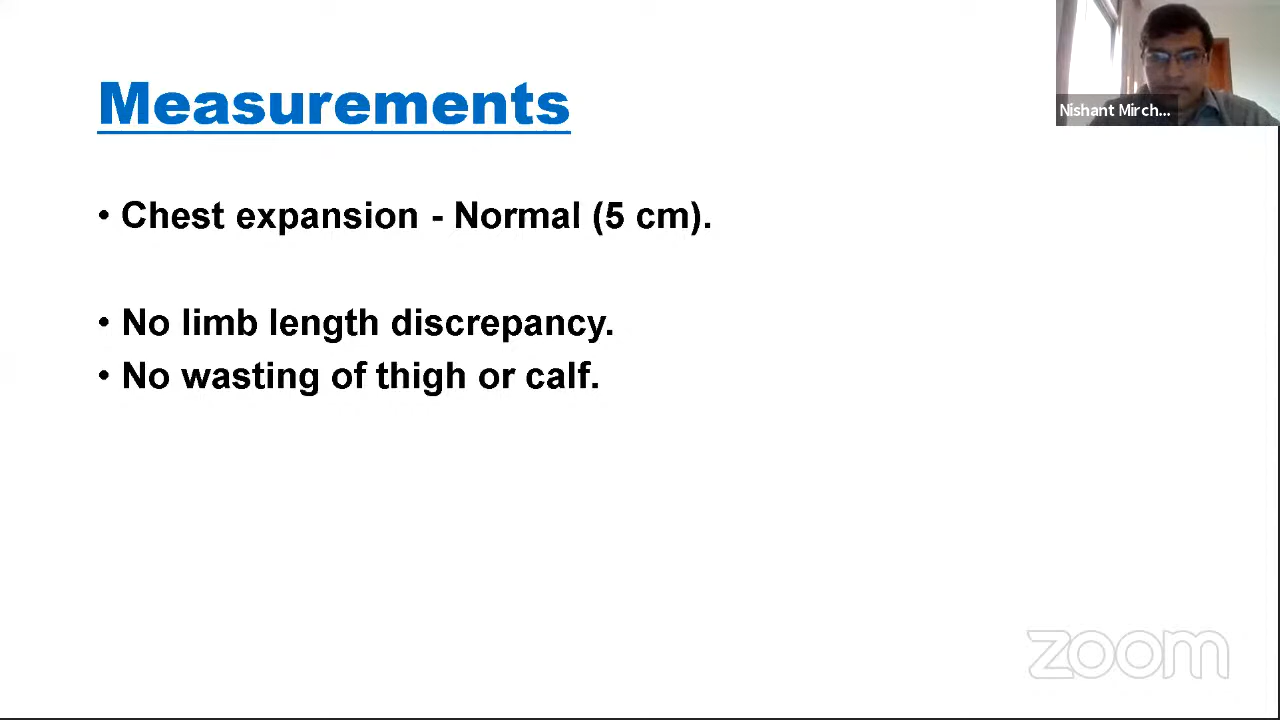 Measurements
Nishant Mirch...
• Chest expansion - Normal (5 cm).
• No limb length discrepancy.
• No wasting of thigh or calf.
zoom